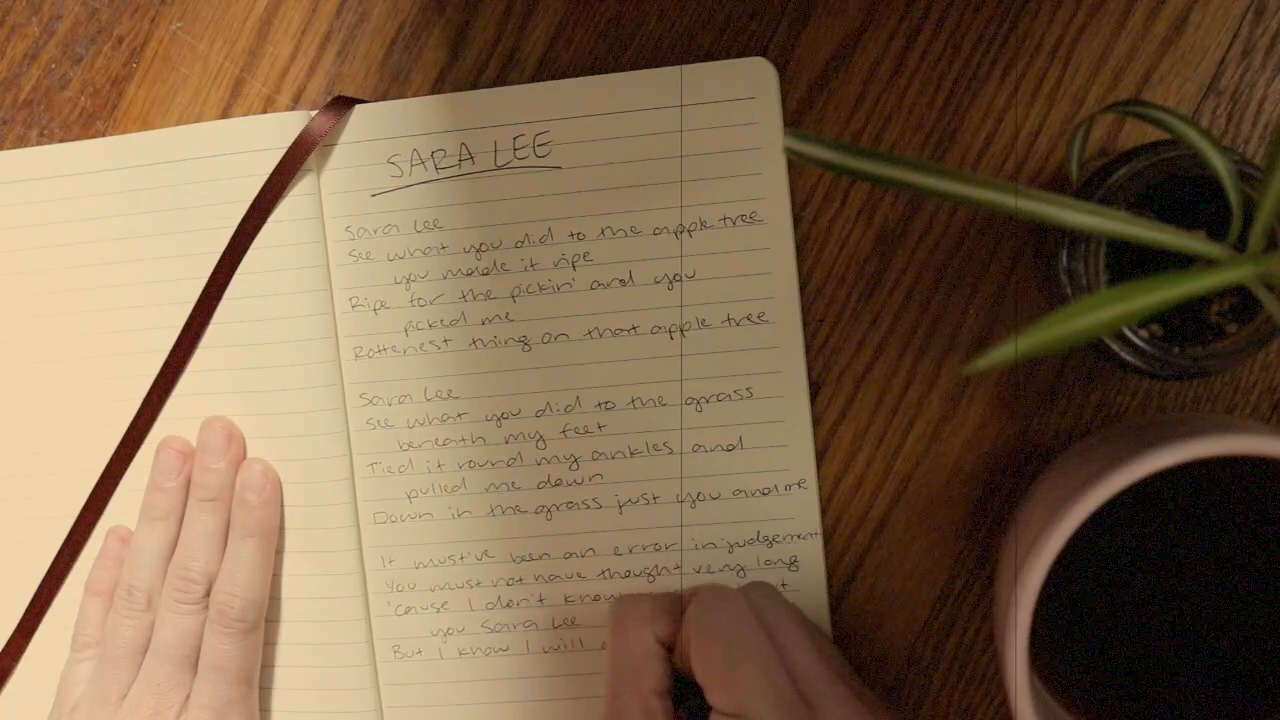 SARA LEE
Sara Lee
See what you did to the apple tree
you made it ripe
Ripe for the pickin' and you
picked me
Rottenest thing on that apple tree
Sara Lee
See what you did to the grass
beneath my feet
Tied it round my ankles and
pulled me down
Down in the grass just you and me
It must've been an error in judgement
You must not have thought very long
'cause I don't know
you Sara Lee
But I know I will